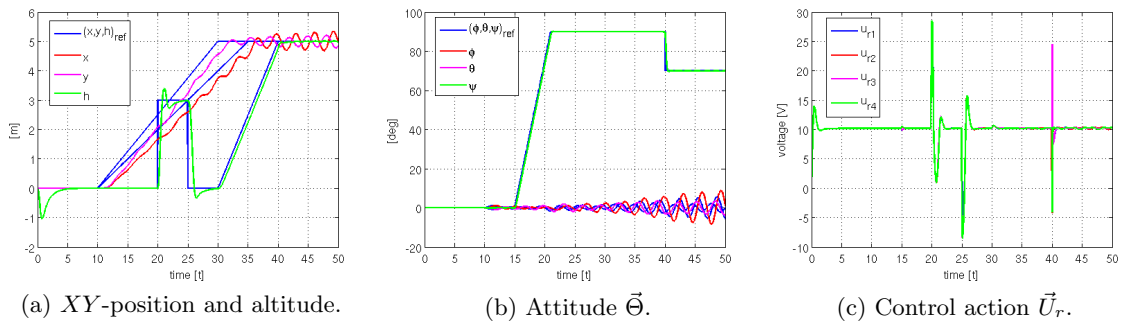 (x,y,h)ref
x
y
h
6
5
4
3
2
1
0
-1
-2
[m]
0 5 10 15 20 25 30 35 40 45 50
time [t]
(a) XY-position and altitude.
(ϕ,θ,ψ)ref
ϕ
θ
ψ
100
80
60
40
20
0
-20
[deg]
0 5 10 15 20 25 30 35 40 45 50
time [t]
(b) Attitude Θ⃗.
ur1
ur2
ur3
ur4
30
25
20
15
10
5
0
-5
-10
voltage [V]
0 5 10 15 20 25 30 35 40 45 50
time [t]
(c) Control action U⃗r.